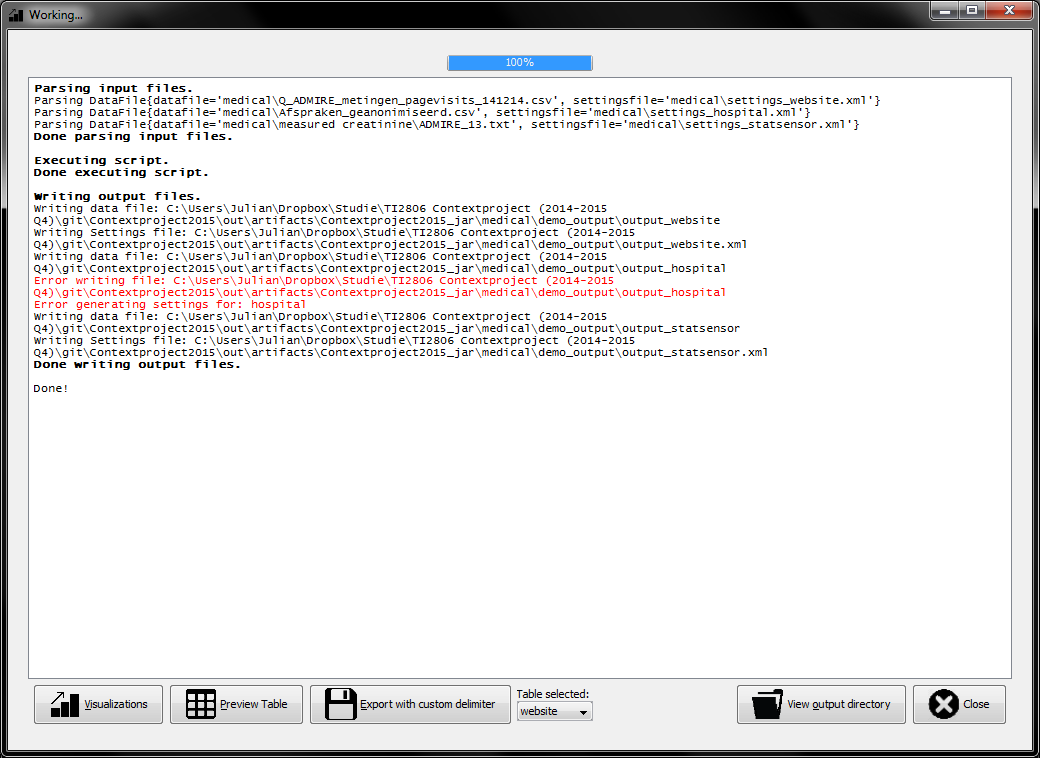 Working...
100%
Parsing input files.
Parsing DataFile{datafile='medical\Q_ADMIRE_metingen_pagevisits_141214.csv', settingsfile='medical\settings_website.xml'}
Parsing DataFile{datafile='medical\Afspraken_geanonimiseerd.csv', settingsfile='medical\settings_hospital.xml'}
Parsing DataFile{datafile='medical\measured creatinine\ADMIRE_13.txt', settingsfile='medical\settings_statsensor.xml'}
Done parsing input files.
Executing script.
Done executing script.
Writing output files.
Writing data file: C:\Users\Julian\Dropbox\Studie\TI2806 Contextproject (2014-2015
Q4)\git\Contextproject2015\out\artifacts\Contextproject2015_jar\medical\demo_output\output_website
Writing Settings file: C:\Users\Julian\Dropbox\Studie\TI2806 Contextproject (2014-2015
Q4)\git\Contextproject2015\out\artifacts\Contextproject2015_jar\medical\demo_output\output_website.xml
Writing data file: C:\Users\Julian\Dropbox\Studie\TI2806 Contextproject (2014-2015
Q4)\git\Contextproject2015\out\artifacts\Contextproject2015_jar\medical\demo_output\output_hospital
Error writing file: C:\Users\Julian\Dropbox\Studie\TI2806 Contextproject (2014-2015
Q4)\git\Contextproject2015\out\artifacts\Contextproject2015_jar\medical\demo_output\output_hospital
Error generating settings for: hospital
Writing data file: C:\Users\Julian\Dropbox\Studie\TI2806 Contextproject (2014-2015
Q4)\git\Contextproject2015\out\artifacts\Contextproject2015_jar\medical\demo_output\output_statsensor
Writing Settings file: C:\Users\Julian\Dropbox\Studie\TI2806 Contextproject (2014-2015
Q4)\git\Contextproject2015\out\artifacts\Contextproject2015_jar\medical\demo_output\output_statsensor.xml
Done writing output files.
Done!
Visualizations
Preview Table
Export with custom delimiter
Table selected:
website
View output directory
Close